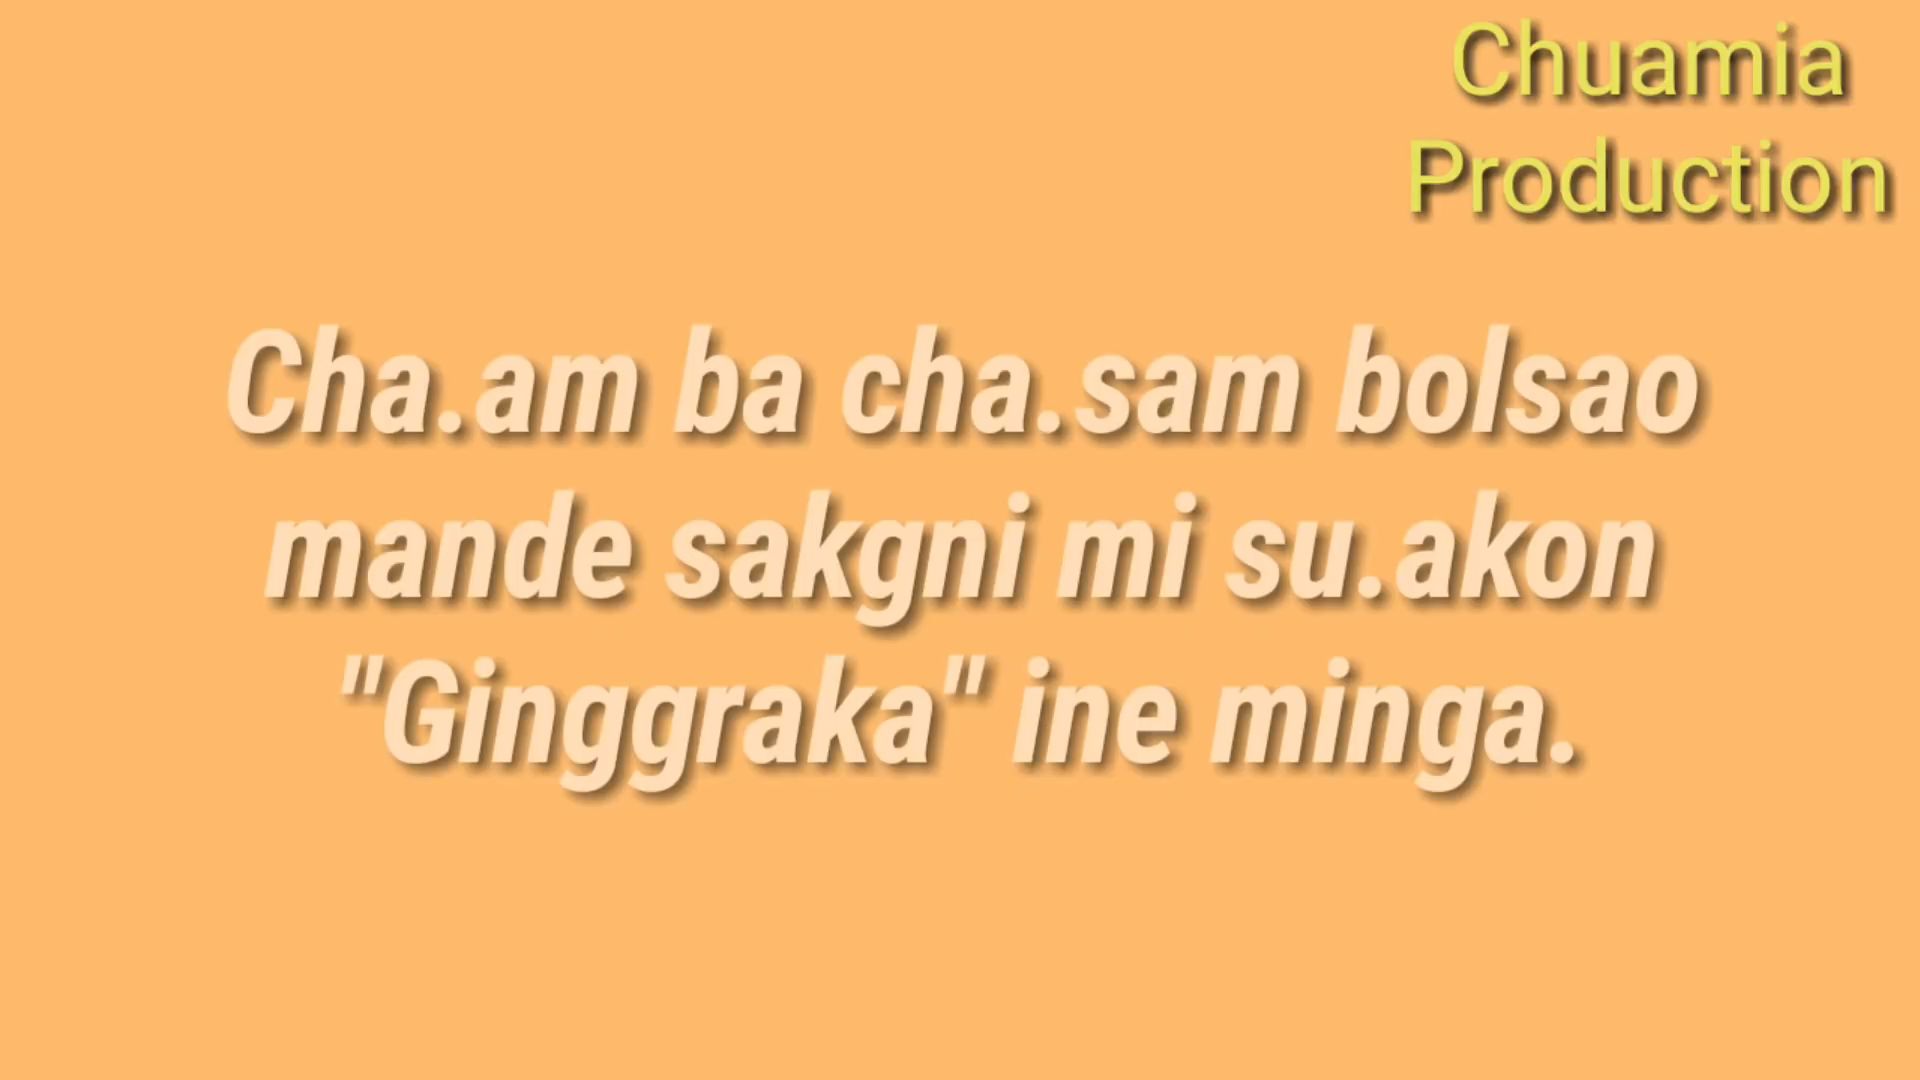 Chuamia
Production
Cha.am ba cha.sam bolsao
mande sakgni mi su.akon
"Ginggraka" ine minga.